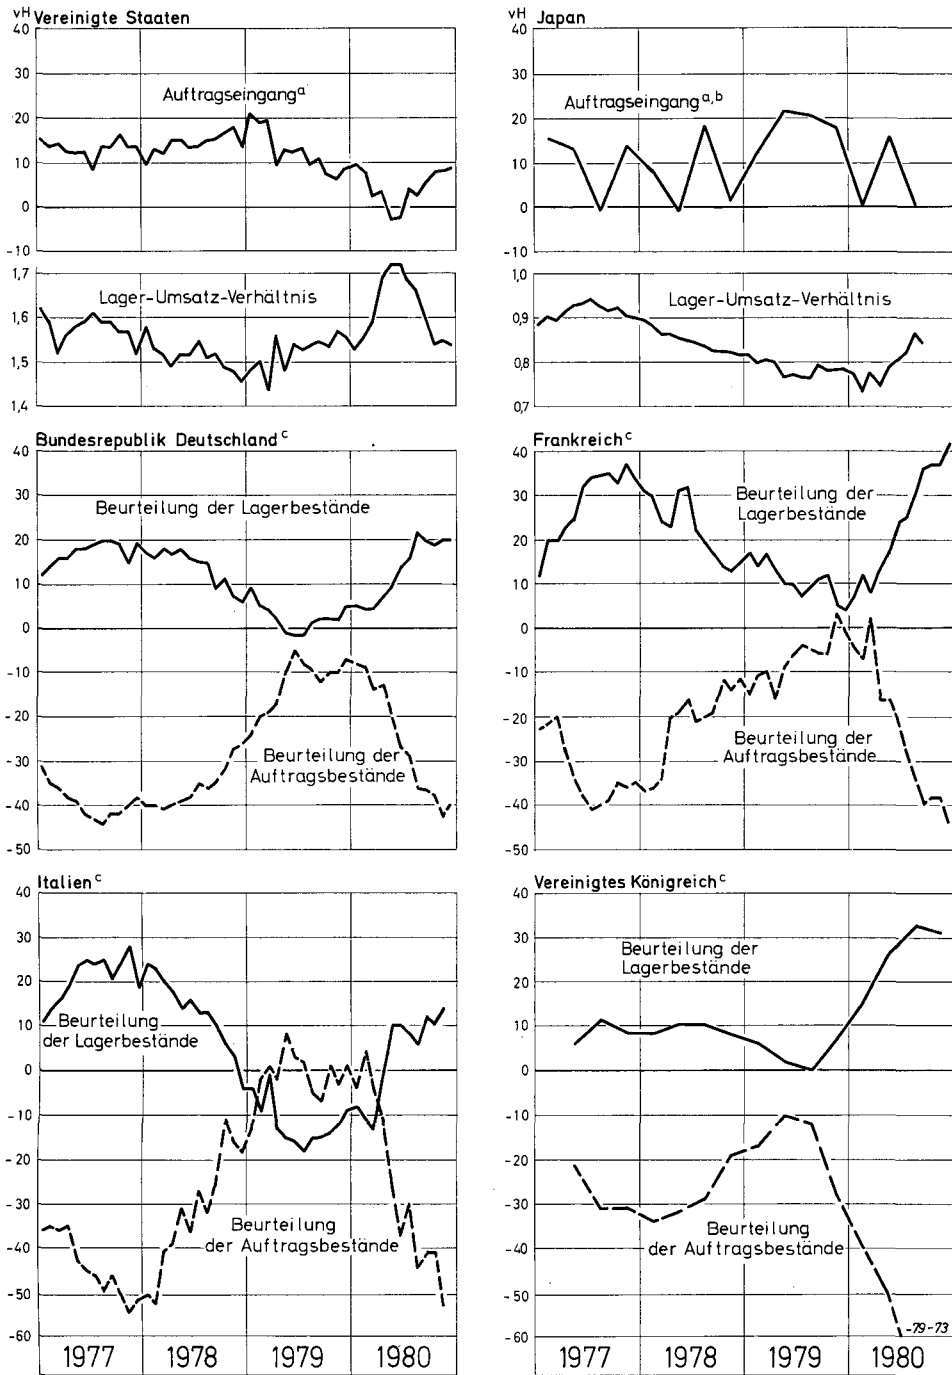 vH Vereinigte Staaten
40
30
20
10
0
-10
Auftragseingang a
1,7
1,6
1,5
1,4
Lager-Umsatz-Verhältnis
vH Japan
40
30
20
10
0
-10
Auftragseingang a,b
1,0
0,9
0,8
0,7
Lager-Umsatz-Verhältnis
Bundesrepublik Deutschland c
40
30
20
10
0
-10
-20
-30
-40
-50
Beurteilung der Lagerbestände
Beurteilung der
Auftragsbestände
Frankreich c
40
30
20
10
0
-10
-20
-30
-40
-50
Beurteilung der
Lagerbestände
Beurteilung der
Auftragsbestände
Italien c
40
30
20
10
0
-10
-20
-30
-40
-50
-60
Beurteilung
der Lagerbestände
Beurteilung
der Auftragsbestände
1977 1978 1979 1980
Vereinigtes Königreich c
40
30
20
10
0
-10
-20
-30
-40
-50
-60
Beurteilung der
Lagerbestände
Beurteilung
der Auftragsbestände
-79-73
1977 1978 1979 1980